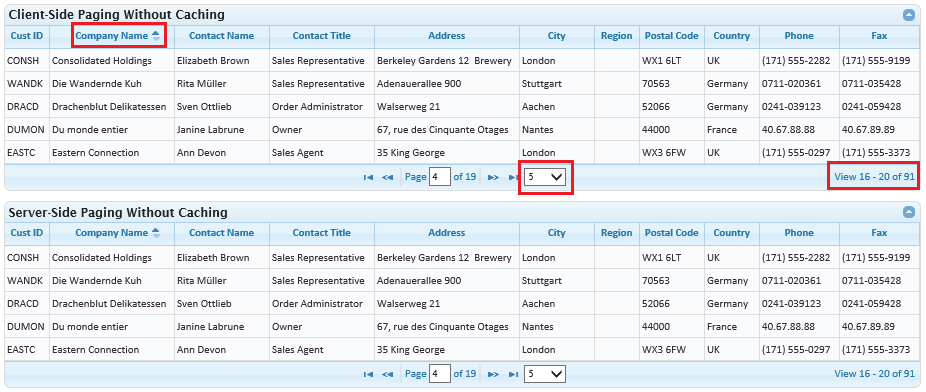 Client-Side Paging Without Caching
Cust ID Company Name Contact Name Contact Title Address City Region Postal Code Country Phone Fax
CONSH Consolidated Holdings Elizabeth Brown Sales Representative Berkeley Gardens 12 Brewery London WX1 6LT UK (171) 555-2282 (171) 555-9199
WANDK Die Wandernde Kuh Rita Müller Sales Representative Adenauerallee 900 Stuttgart 70563 Germany 0711-020361 0711-035428
DRACD Drachenblut Delikatessen Sven Ottlieb Order Administrator Walserweg 21 Aachen 52066 Germany 0241-039123 0241-059428
DUMON Du monde entier Janine Labrune Owner 67, rue des Cinquante Otages Nantes 44000 France 40.67.88.88 40.67.89.89
EASTC Eastern Connection Ann Devon Sales Agent 35 King George London WX3 6FW UK (171) 555-0297 (171) 555-3373
Page 4 of 19 5 View 16 - 20 of 91
Server-Side Paging Without Caching
Cust ID Company Name Contact Name Contact Title Address City Region Postal Code Country Phone Fax
CONSH Consolidated Holdings Elizabeth Brown Sales Representative Berkeley Gardens 12 Brewery London WX1 6LT UK (171) 555-2282 (171) 555-9199
WANDK Die Wandernde Kuh Rita Müller Sales Representative Adenauerallee 900 Stuttgart 70563 Germany 0711-020361 0711-035428
DRACD Drachenblut Delikatessen Sven Ottlieb Order Administrator Walserweg 21 Aachen 52066 Germany 0241-039123 0241-059428
DUMON Du monde entier Janine Labrune Owner 67, rue des Cinquante Otages Nantes 44000 France 40.67.88.88 40.67.89.89
EASTC Eastern Connection Ann Devon Sales Agent 35 King George London WX3 6FW UK (171) 555-0297 (171) 555-3373
Page 4 of 19 5 View 16 - 20 of 91